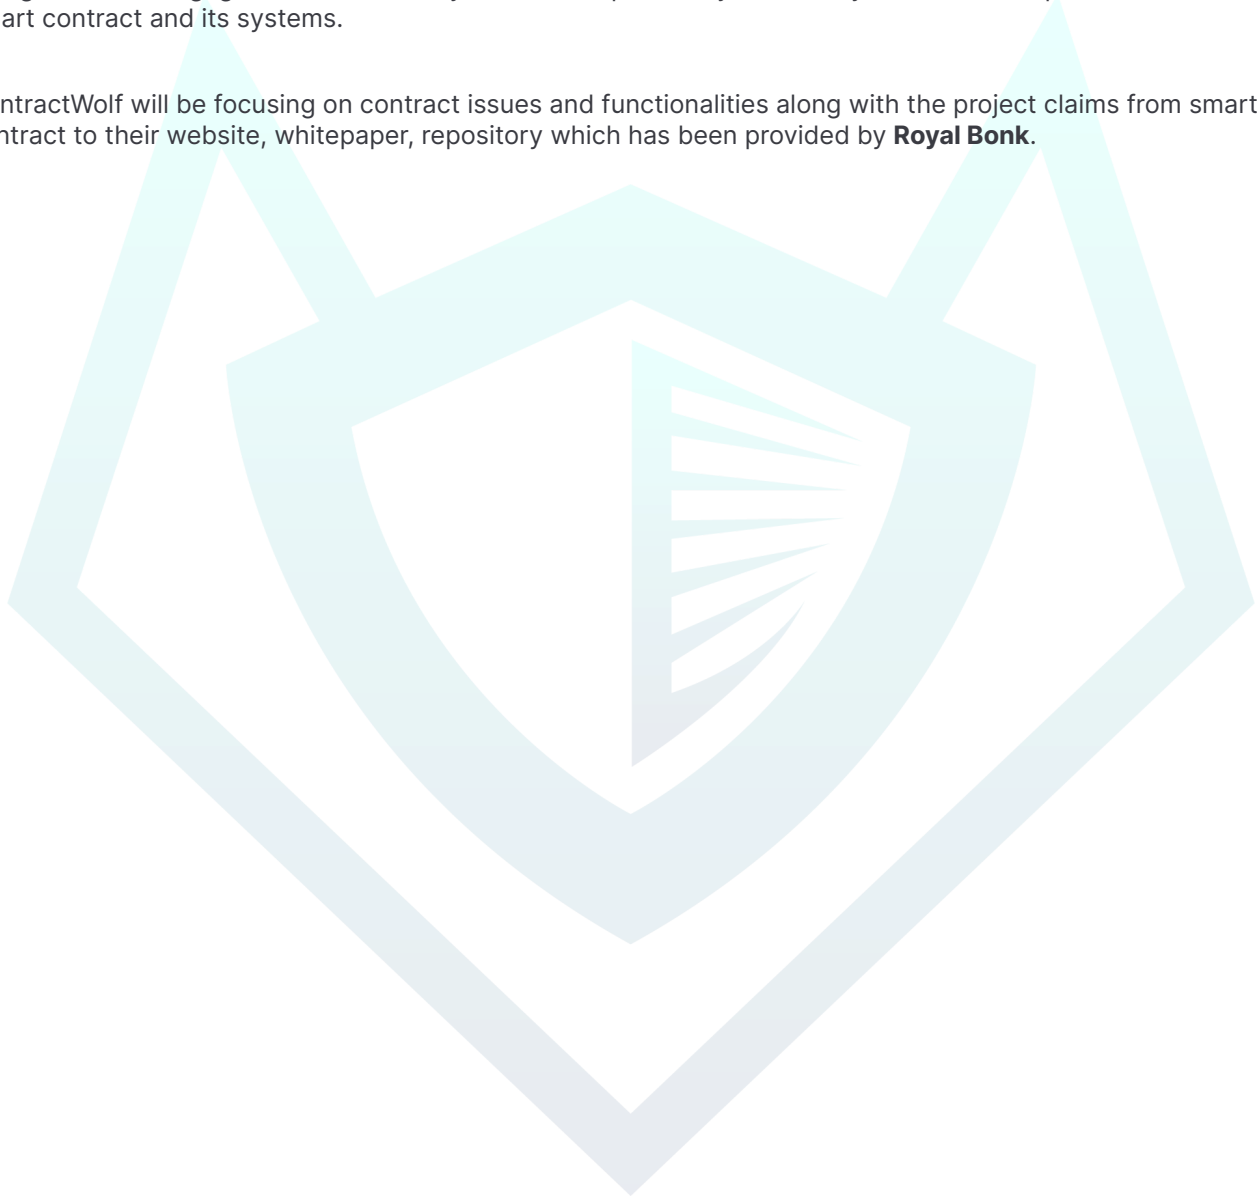 art contract and its systems.
ntractWolf will be focusing on contract issues and functionalities along with the project claims from smart
ntract to their website, whitepaper, repository which has been provided by Royal Bonk.